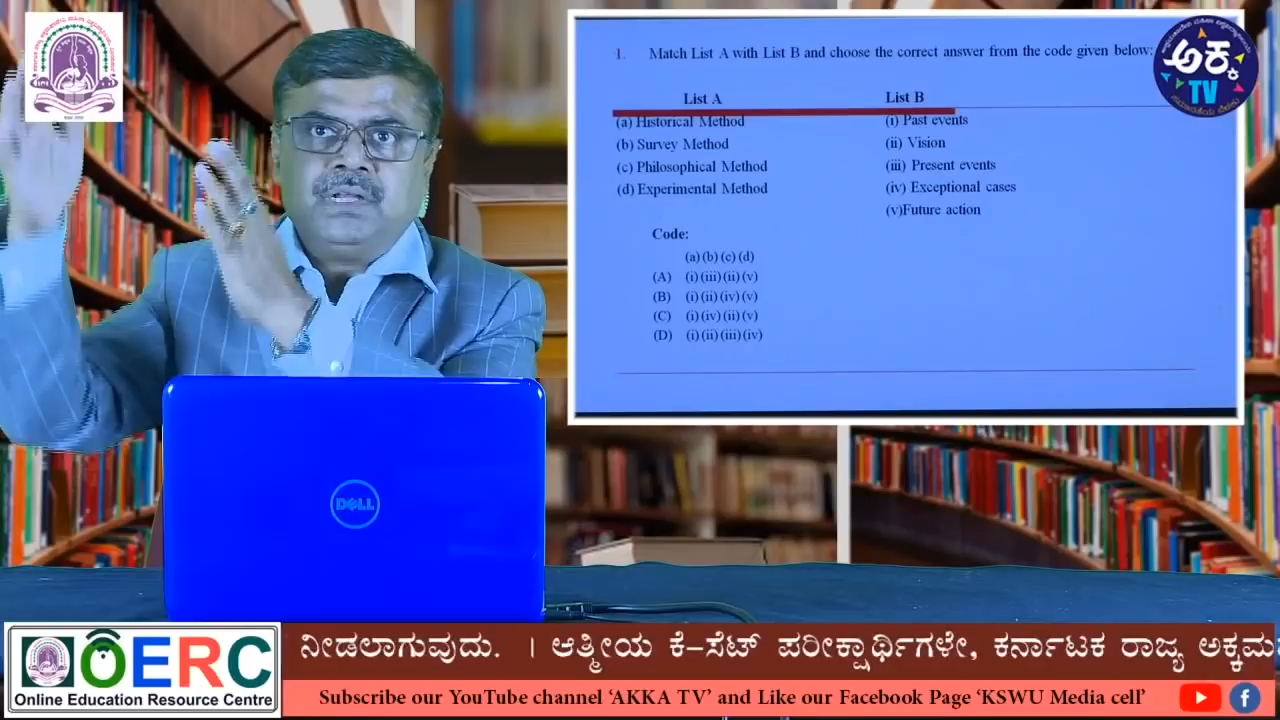 1. Match List A with List B and choose the correct answer from the code given below:
List A List B
(a) Historical Method (i) Past events
(b) Survey Method (ii) Vision
(c) Philosophical Method (iii) Present events
(d) Experimental Method (iv) Exceptional cases
(v)Future action
Code:
(a) (b) (c) (d)
(A) (i) (iii) (ii) (v)
(B) (i) (ii) (iv) (v)
(C) (i) (iv) (ii) (v)
(D) (i) (ii) (iii) (iv)
ಅಕ್ಕ
TV
DELL
OERC
Online Education Resource Centre
ನೀಡಲಾಗುವುದು. । ಆತ್ಮೀಯ ಕೆ-ಸೆಟ್ ಪರೀಕ್ಷಾರ್ಥಿಗಳೇ, ಕರ್ನಾಟಕ ರಾಜ್ಯ ಅಕ್ಕಮ
Subscribe our YouTube channel ‘AKKA TV’ and Like our Facebook Page ‘KSWU Media cell’